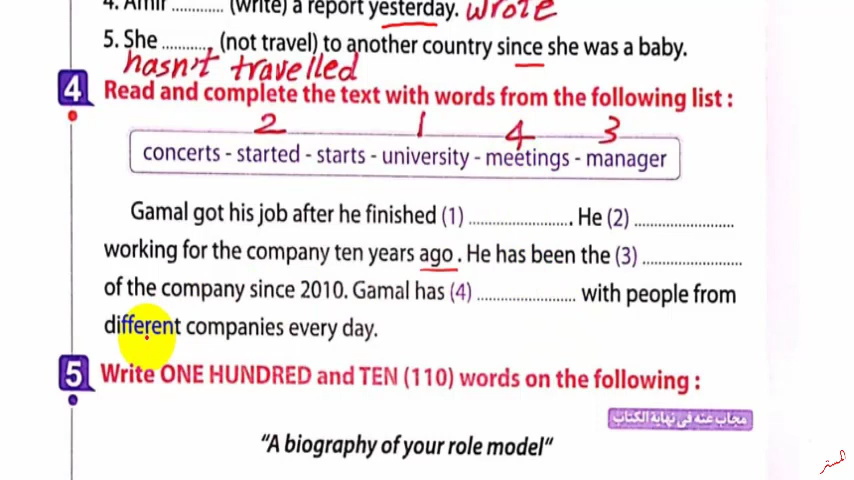 4. Amir ............ (write) a report yesterday. wrote
5. She ............ (not travel) to another country since she was a baby.
hasn't travelled
4 Read and complete the text with words from the following list :
2 1 4 3
concerts - started - starts - university - meetings - manager
Gamal got his job after he finished (1) ........................ . He (2) ........................
working for the company ten years ago . He has been the (3) ........................
of the company since 2010. Gamal has (4) ........................ with people from
different companies every day.
5 Write ONE HUNDRED and TEN (110) words on the following :
مجاب عنه فى نهاية الكتاب
"A biography of your role model"